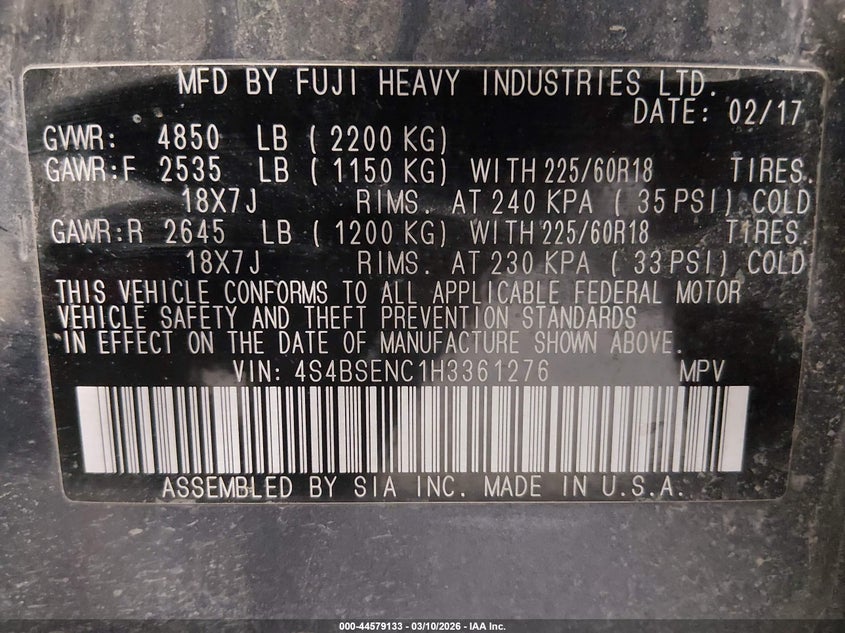 MFD BY FUJI HEAVY INDUSTRIES LTD.
DATE: 02/17
GVWR: 4850 LB ( 2200 KG)
GAWR:F 2535 LB ( 1150 KG) WITH 225/60R18 TIRES.
18X7J RIMS. AT 240 KPA ( 35 PSI) COLD
GAWR:R 2645 LB ( 1200 KG) WITH 225/60R18 TIRES.
18X7J RIMS. AT 230 KPA ( 33 PSI) COLD
THIS VEHICLE CONFORMS TO ALL APPLICABLE FEDERAL MOTOR
VEHICLE SAFETY AND THEFT PREVENTION STANDARDS
IN EFFECT ON THE DATE OF MANUFACTURE SHOWN ABOVE.
VIN: 4S4BSENC1H3361276 MPV
ASSEMBLED BY SIA INC. MADE IN U.S.A.
000-44579133 - 03/10/2026 - IAA Inc.